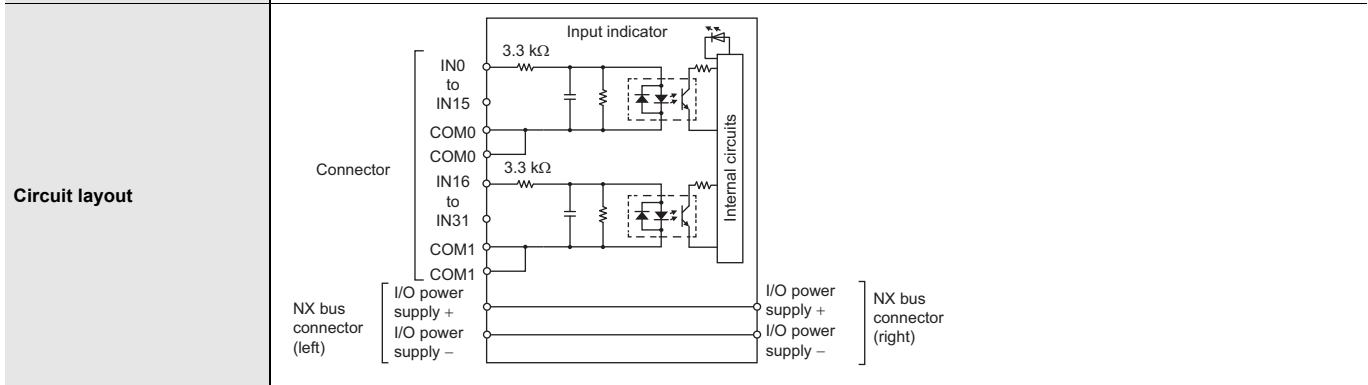 Circuit layout
Input indicator
Connector
3.3 kΩ
IN0
to
IN15
COM0
COM0
3.3 kΩ
IN16
to
IN31
COM1
COM1
Internal circuits
NX bus
connector
(left)
I/O power
supply +
I/O power
supply −
I/O power
supply +
I/O power
supply −
NX bus
connector
(right)